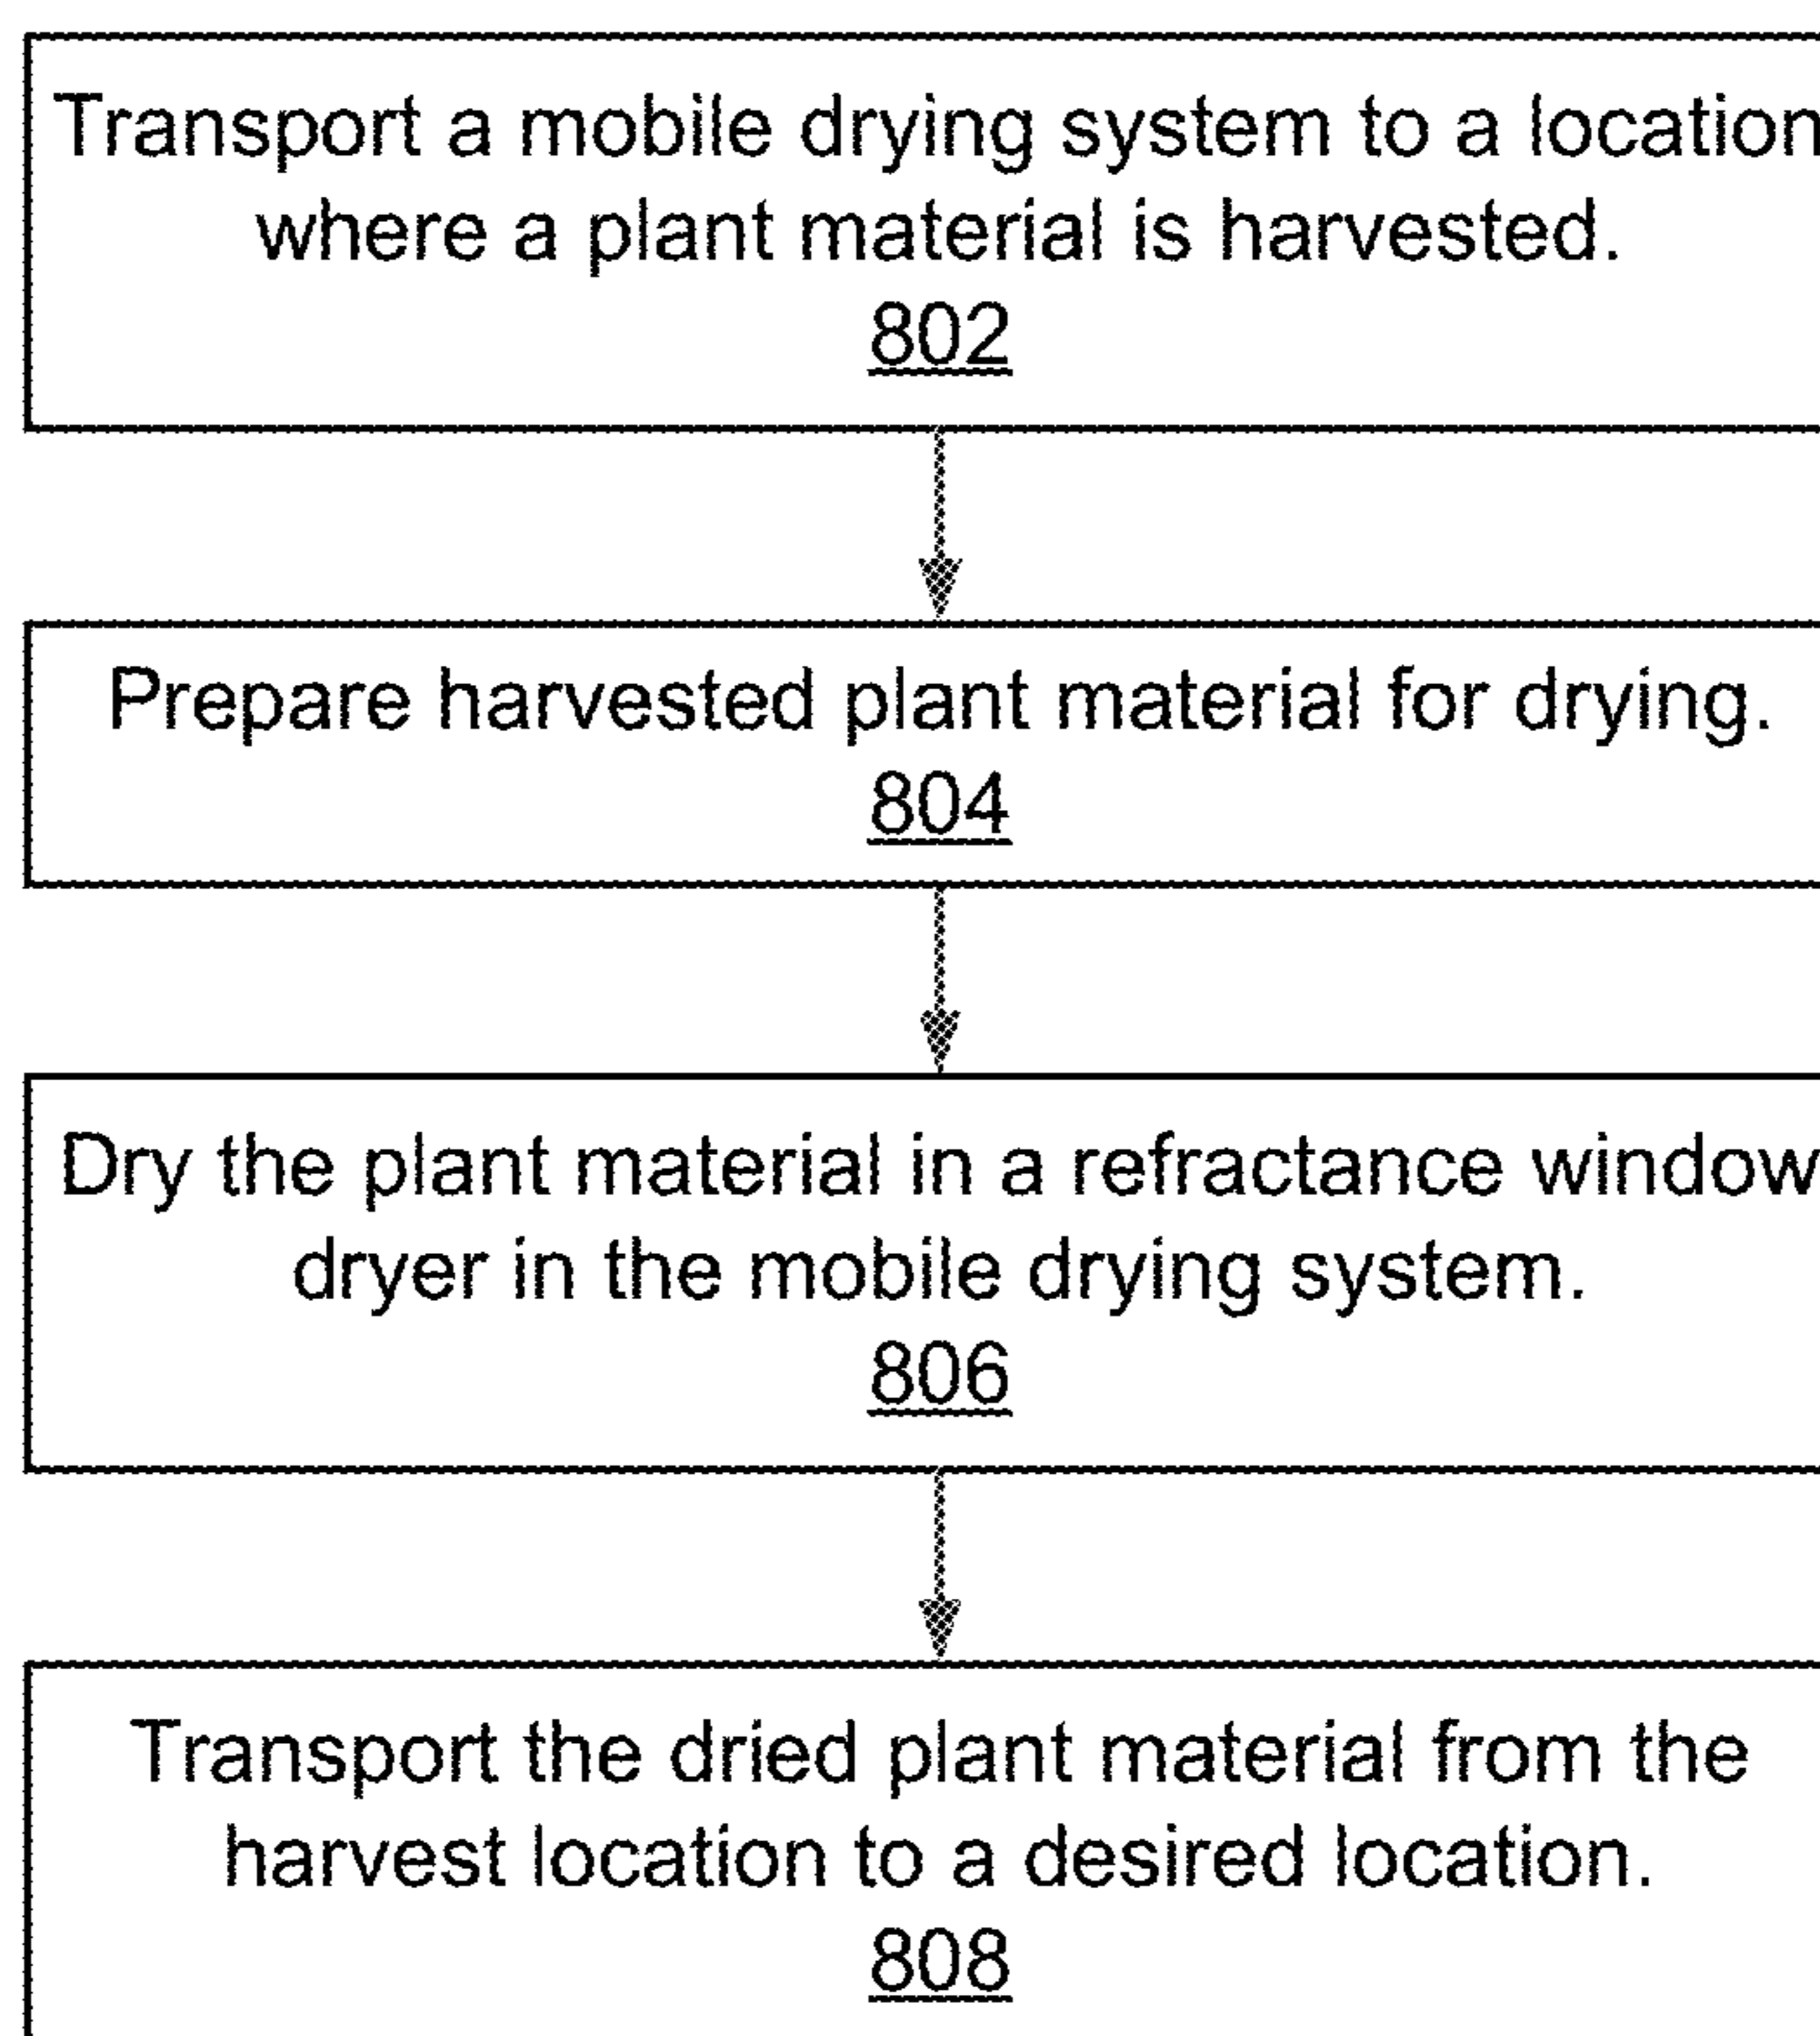 Transport a mobile drying system to a location
where a plant material is harvested.
802
Prepare harvested plant material for drying.
804
Dry the plant material in a refractance window
dryer in the mobile drying system.
806
Transport the dried plant material from the
harvest location to a desired location.
808